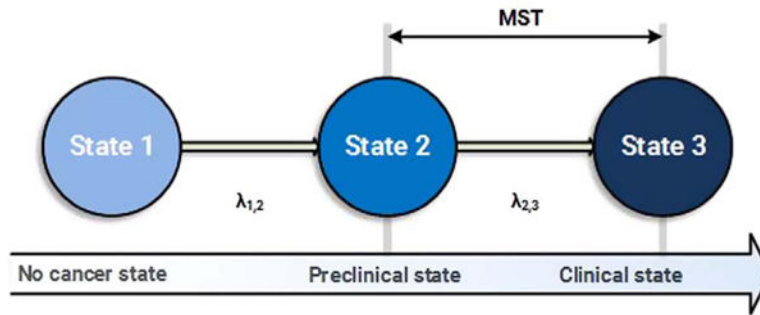 MST
State 1
State 2
State 3
λ1,2
λ2,3
No cancer state
Preclinical state
Clinical state